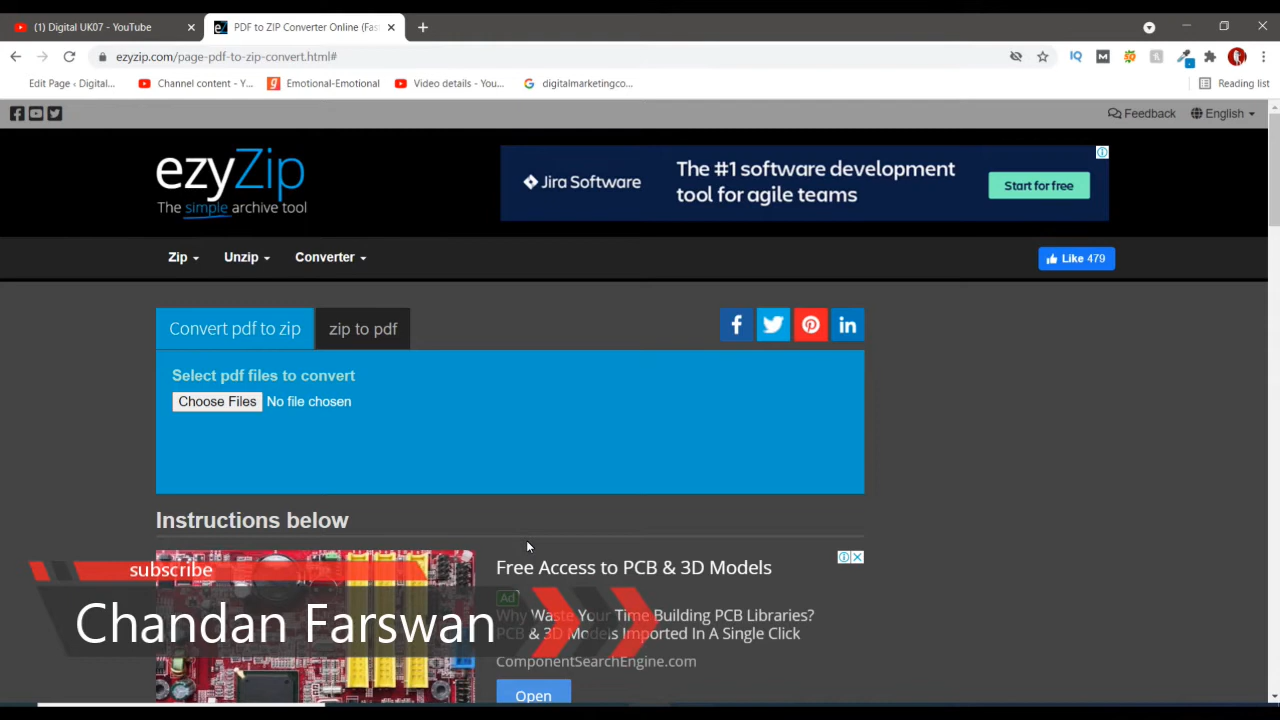 (1) Digital UK07 - YouTube
PDF to ZIP Converter Online (Fas
ezyzip.com/page-pdf-to-zip-convert.html#
Edit Page ‹ Digital...
Channel content - Y...
Emotional-Emotional
Video details - You...
digitalmarketingco...
Reading list
Feedback
English
ezyZip
The simple archive tool
Jira Software
The #1 software development
tool for agile teams
Start for free
Zip
Unzip
Converter
Like 479
Convert pdf to zip
zip to pdf
Select pdf files to convert
Choose Files No file chosen
Instructions below
Free Access to PCB & 3D Models
Ad
Why Waste Your Time Building PCB Libraries?
PCB & 3D Models Imported In A Single Click
ComponentSearchEngine.com
Open
subscribe
Chandan Farswan